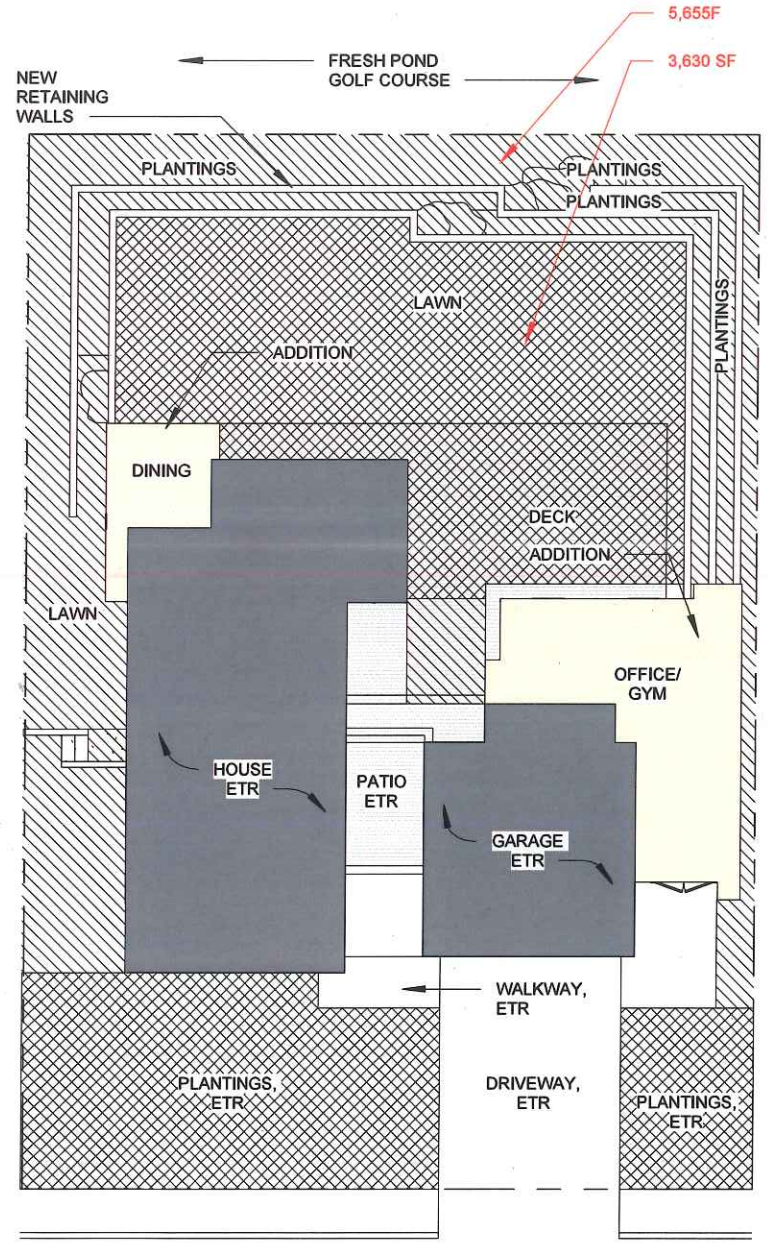 5,655F
FRESH POND
GOLF COURSE
3,630 SF
NEW
RETAINING
WALLS
PLANTINGS
PLANTINGS
PLANTINGS
PLANTINGS
LAWN
ADDITION
DINING
DECK
ADDITION
LAWN
OFFICE/
GYM
HOUSE
ETR
PATIO
ETR
GARAGE
ETR
WALKWAY,
ETR
PLANTINGS,
ETR
DRIVEWAY,
ETR
PLANTINGS,
ETR